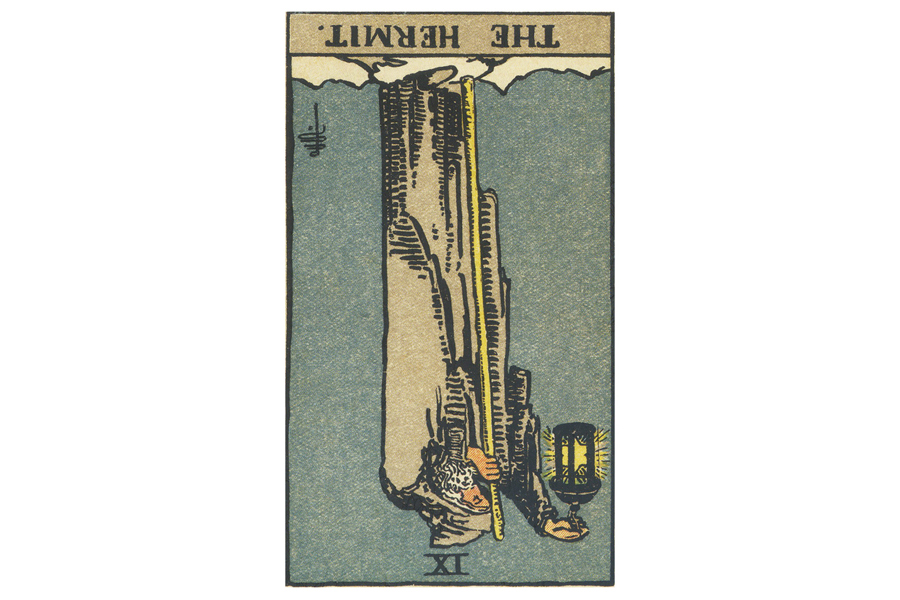 THE HERMIT.
IX